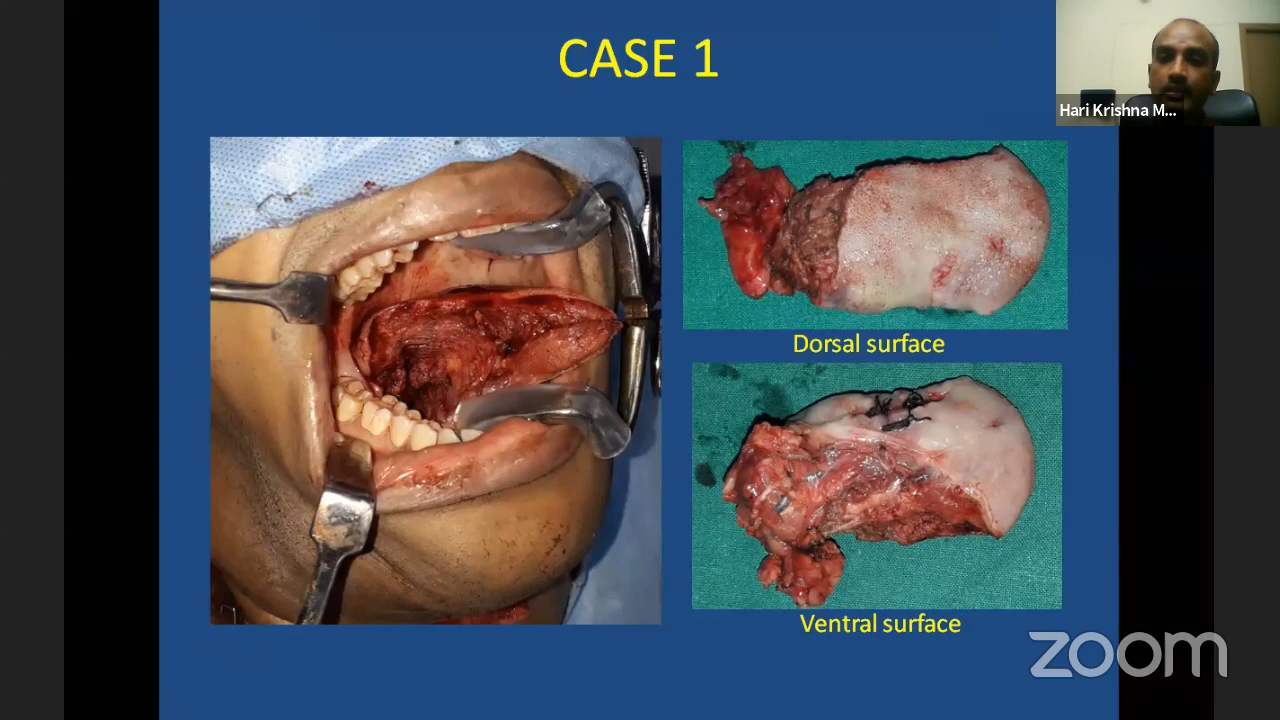 CASE 1
Hari Krishna M...
Dorsal surface
Ventral surface
zoom